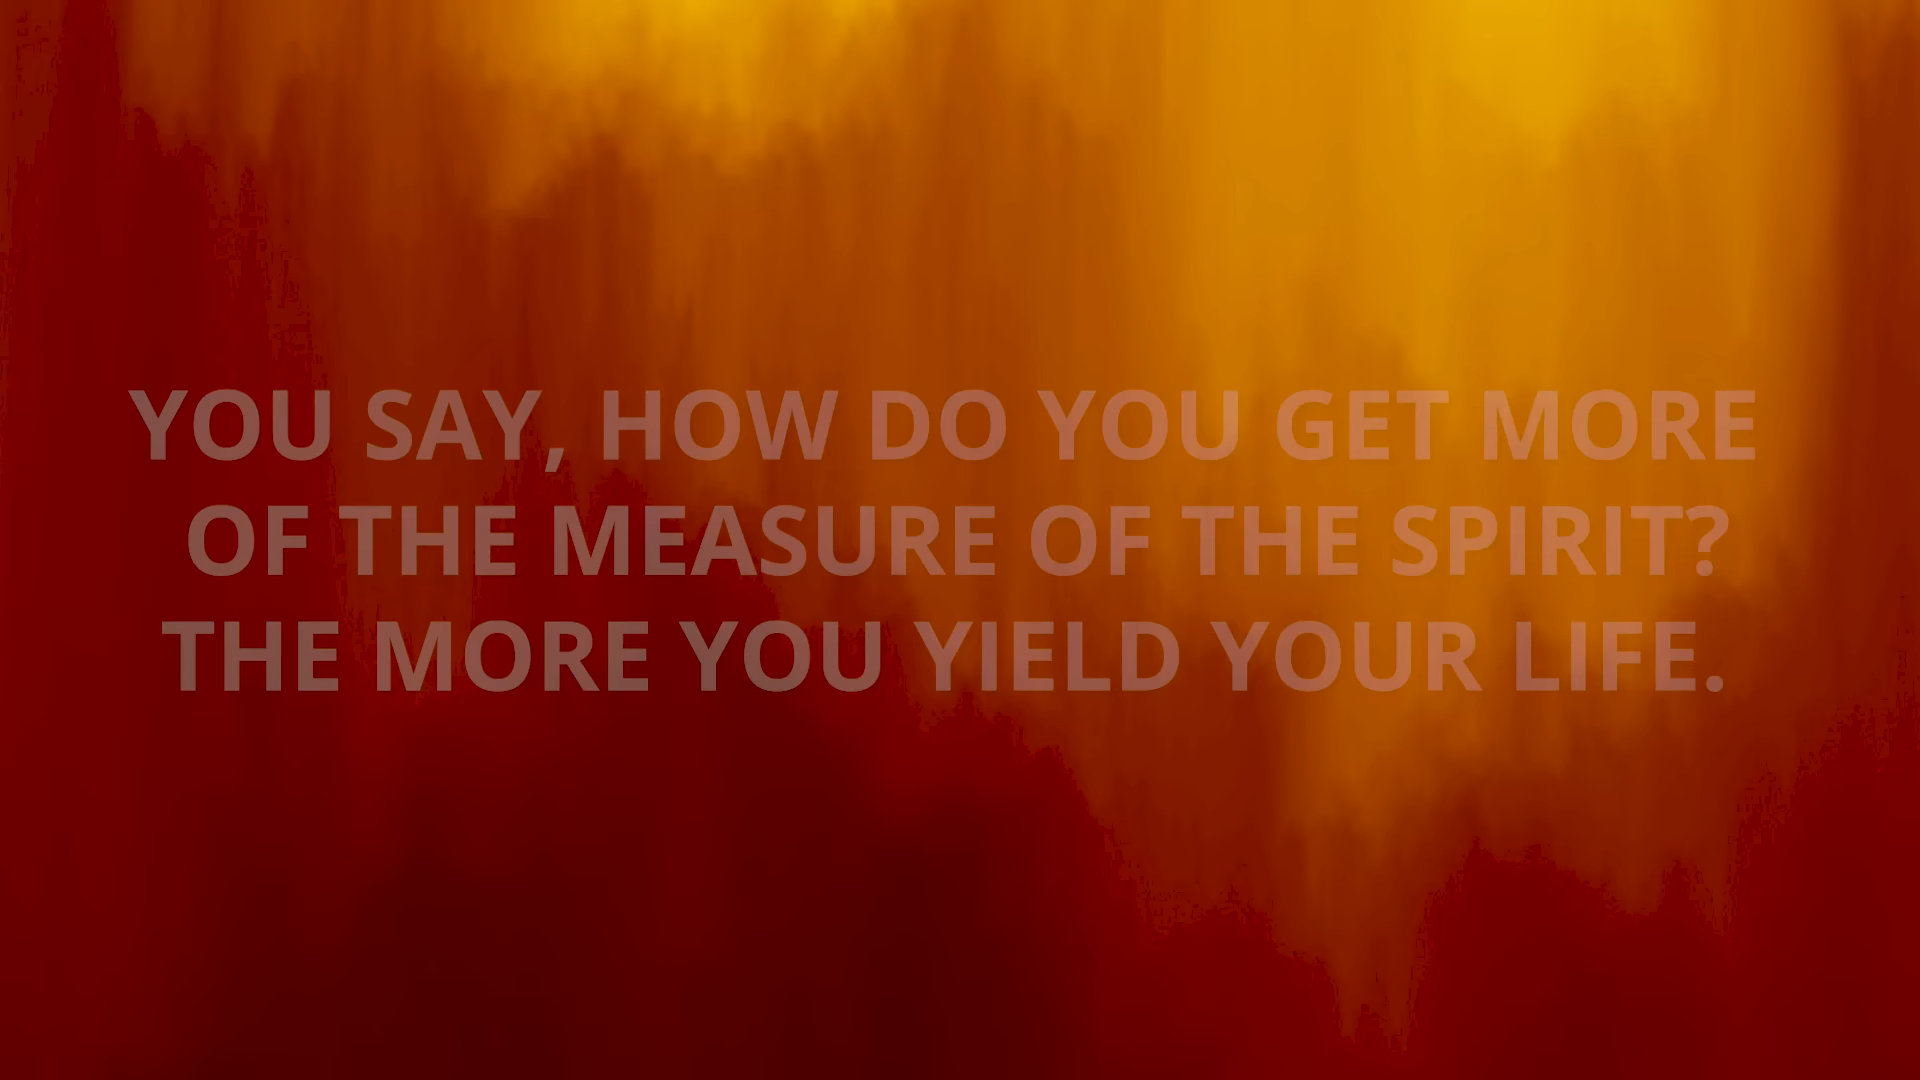 YOU SAY, HOW DO YOU GET MORE
OF THE MEASURE OF THE SPIRIT?
THE MORE YOU YIELD YOUR LIFE.